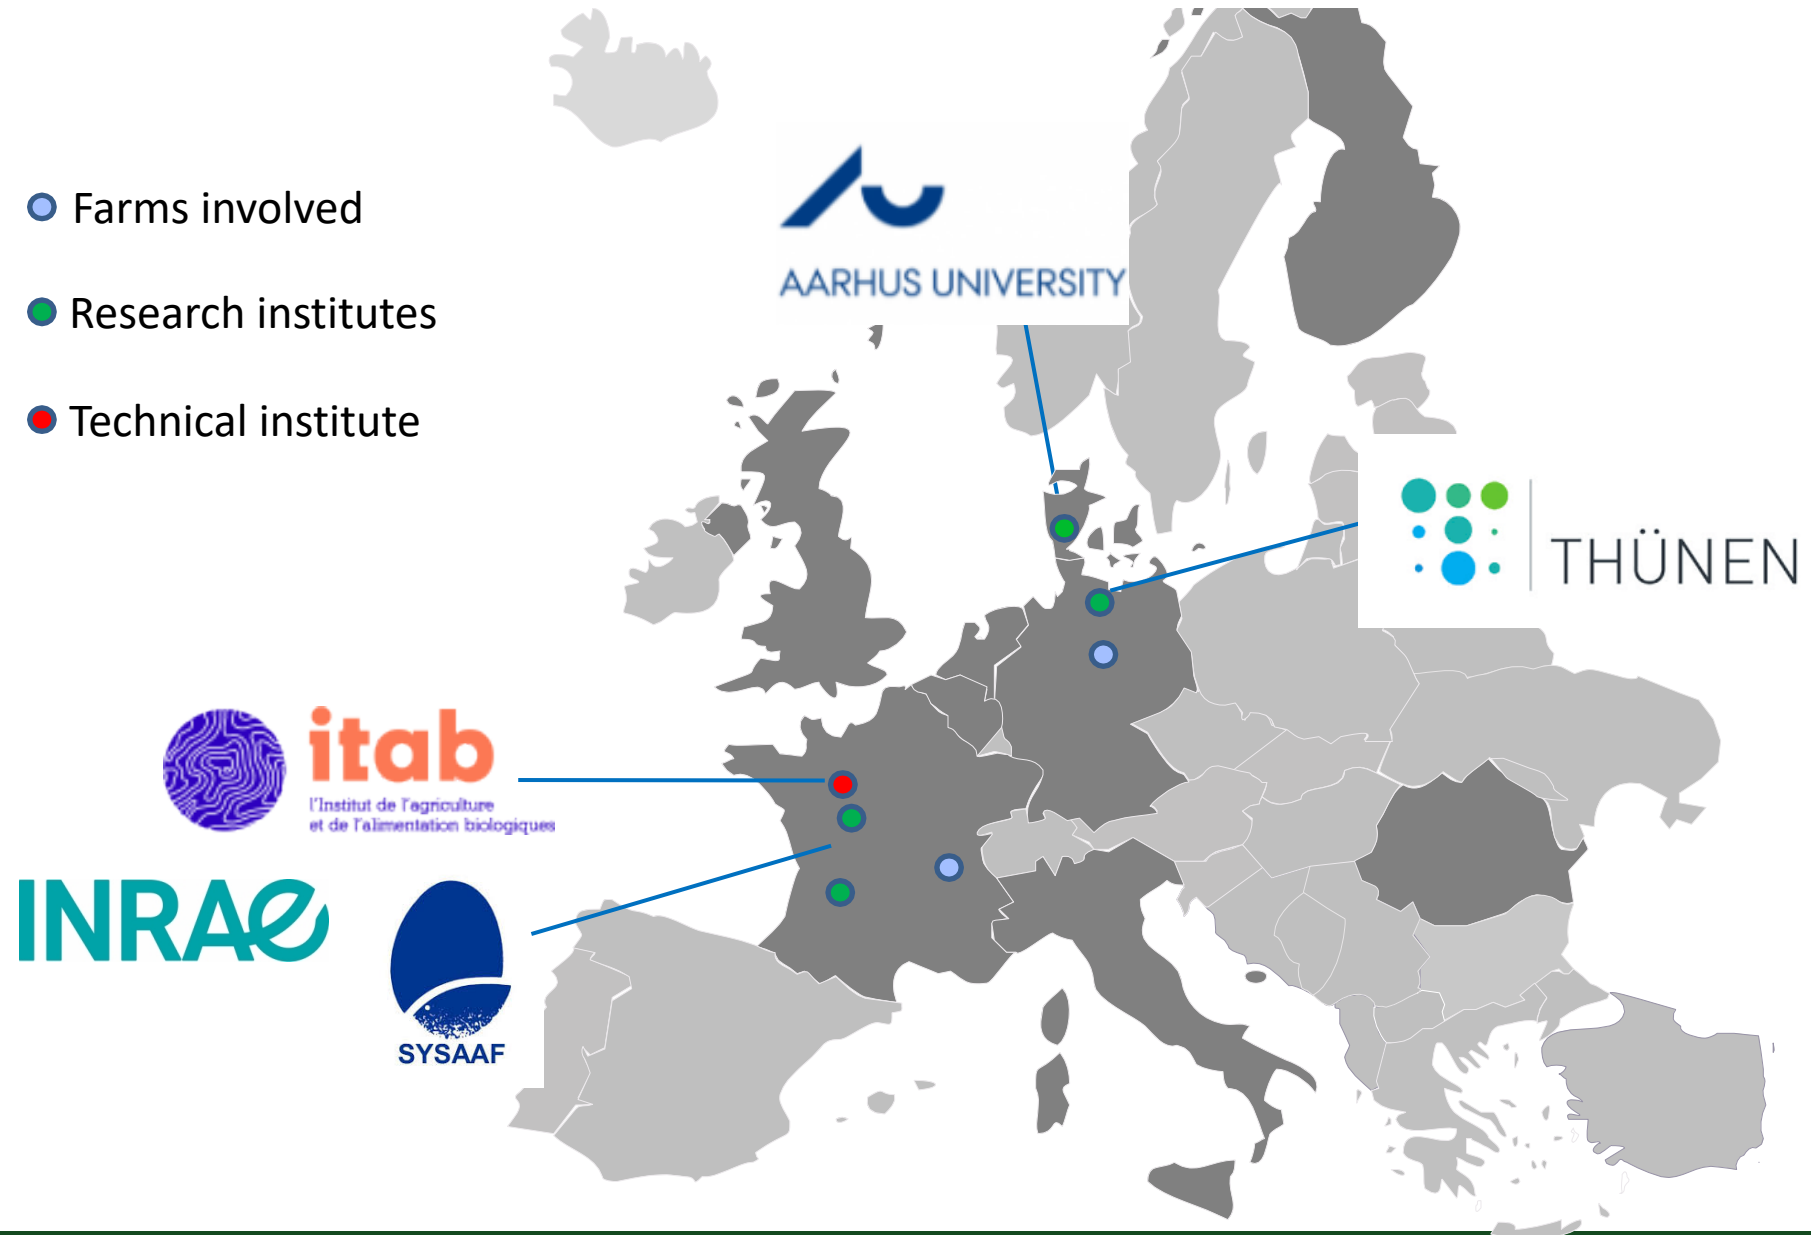 Farms involved
Research institutes
Technical institute
AARHUS UNIVERSITY
THÜNEN
itab
l'Institut de l'agriculture
et de l'alimentation biologiques
INRAE
SYSAAF